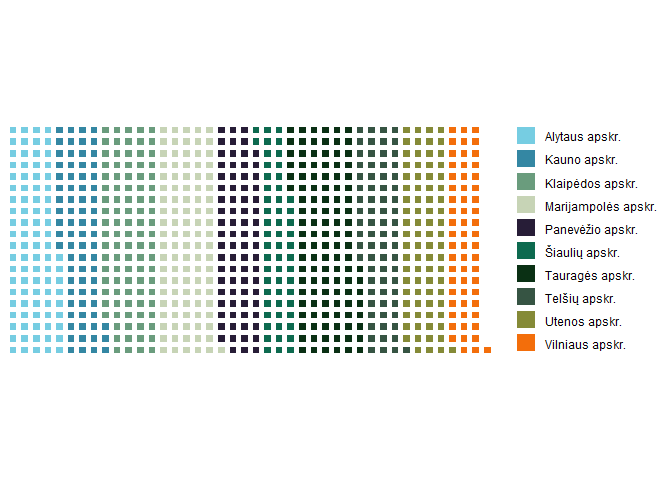 Alytaus apskr.
Kauno apskr.
Klaipėdos apskr.
Marijampolės apskr.
Panevėžio apskr.
Šiaulių apskr.
Tauragės apskr.
Telšių apskr.
Utenos apskr.
Vilniaus apskr.